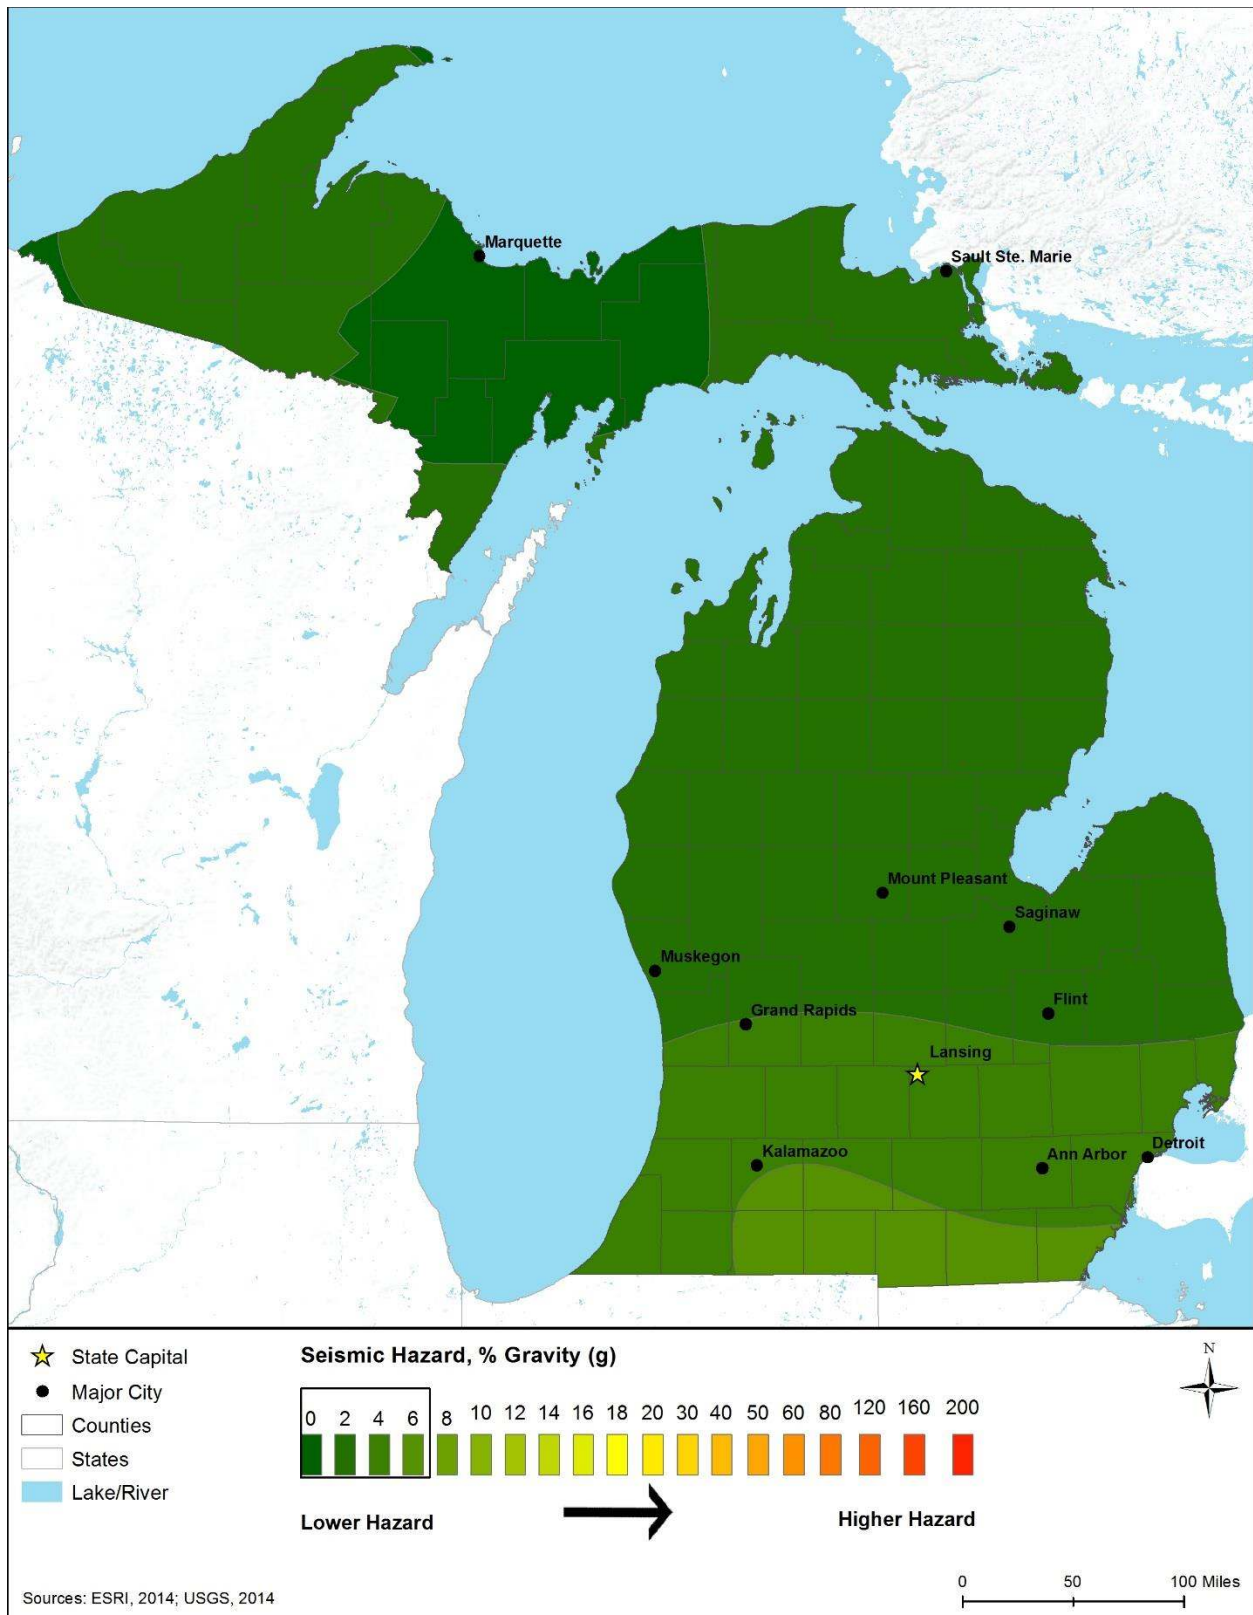 Marquette
Sault Ste. Marie
Mount Pleasant
Saginaw
Muskegon
Flint
Grand Rapids
Lansing
Kalamazoo
Ann Arbor
Detroit
State Capital
Major City
Counties
States
Lake/River
Seismic Hazard, % Gravity (g)
0 2 4 6 8 10 12 14 16 18 20 30 40 50 60 80 120 160 200
Lower Hazard
Higher Hazard
N
Sources: ESRI, 2014; USGS, 2014
0 50 100 Miles